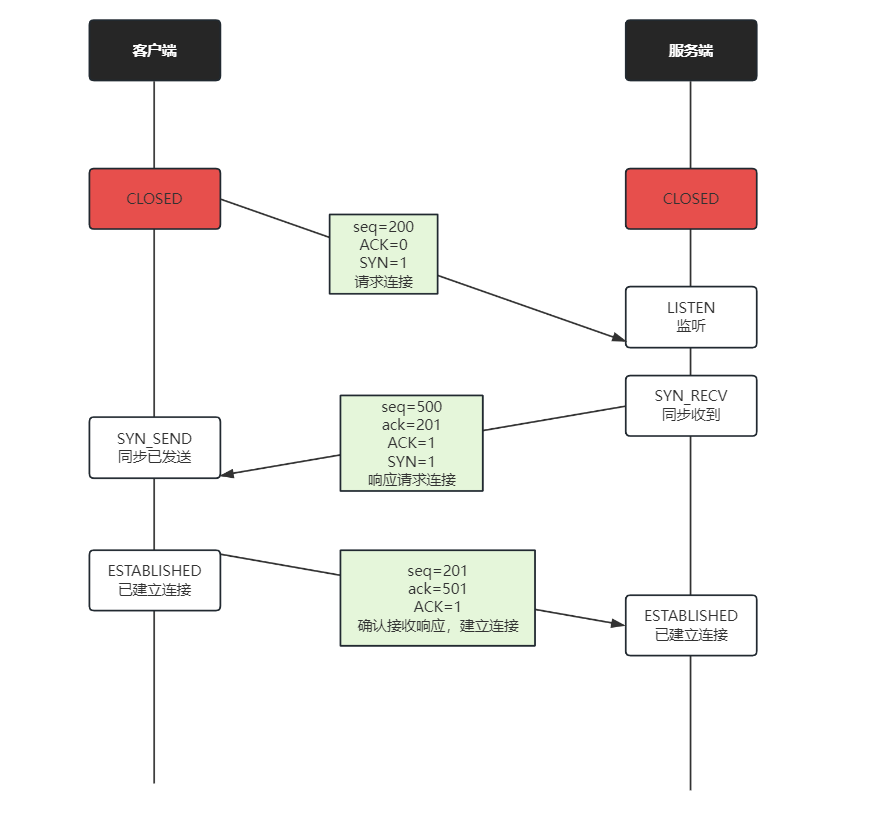 客户端
服务端
CLOSED
CLOSED
seq=200
ACK=0
SYN=1
请求连接
LISTEN
监听
SYN_RECV
同步收到
seq=500
ack=201
ACK=1
SYN=1
响应请求连接
SYN_SEND
同步已发送
ESTABLISHED
已建立连接
seq=201
ack=501
ACK=1
确认接收响应，建立连接
ESTABLISHED
已建立连接